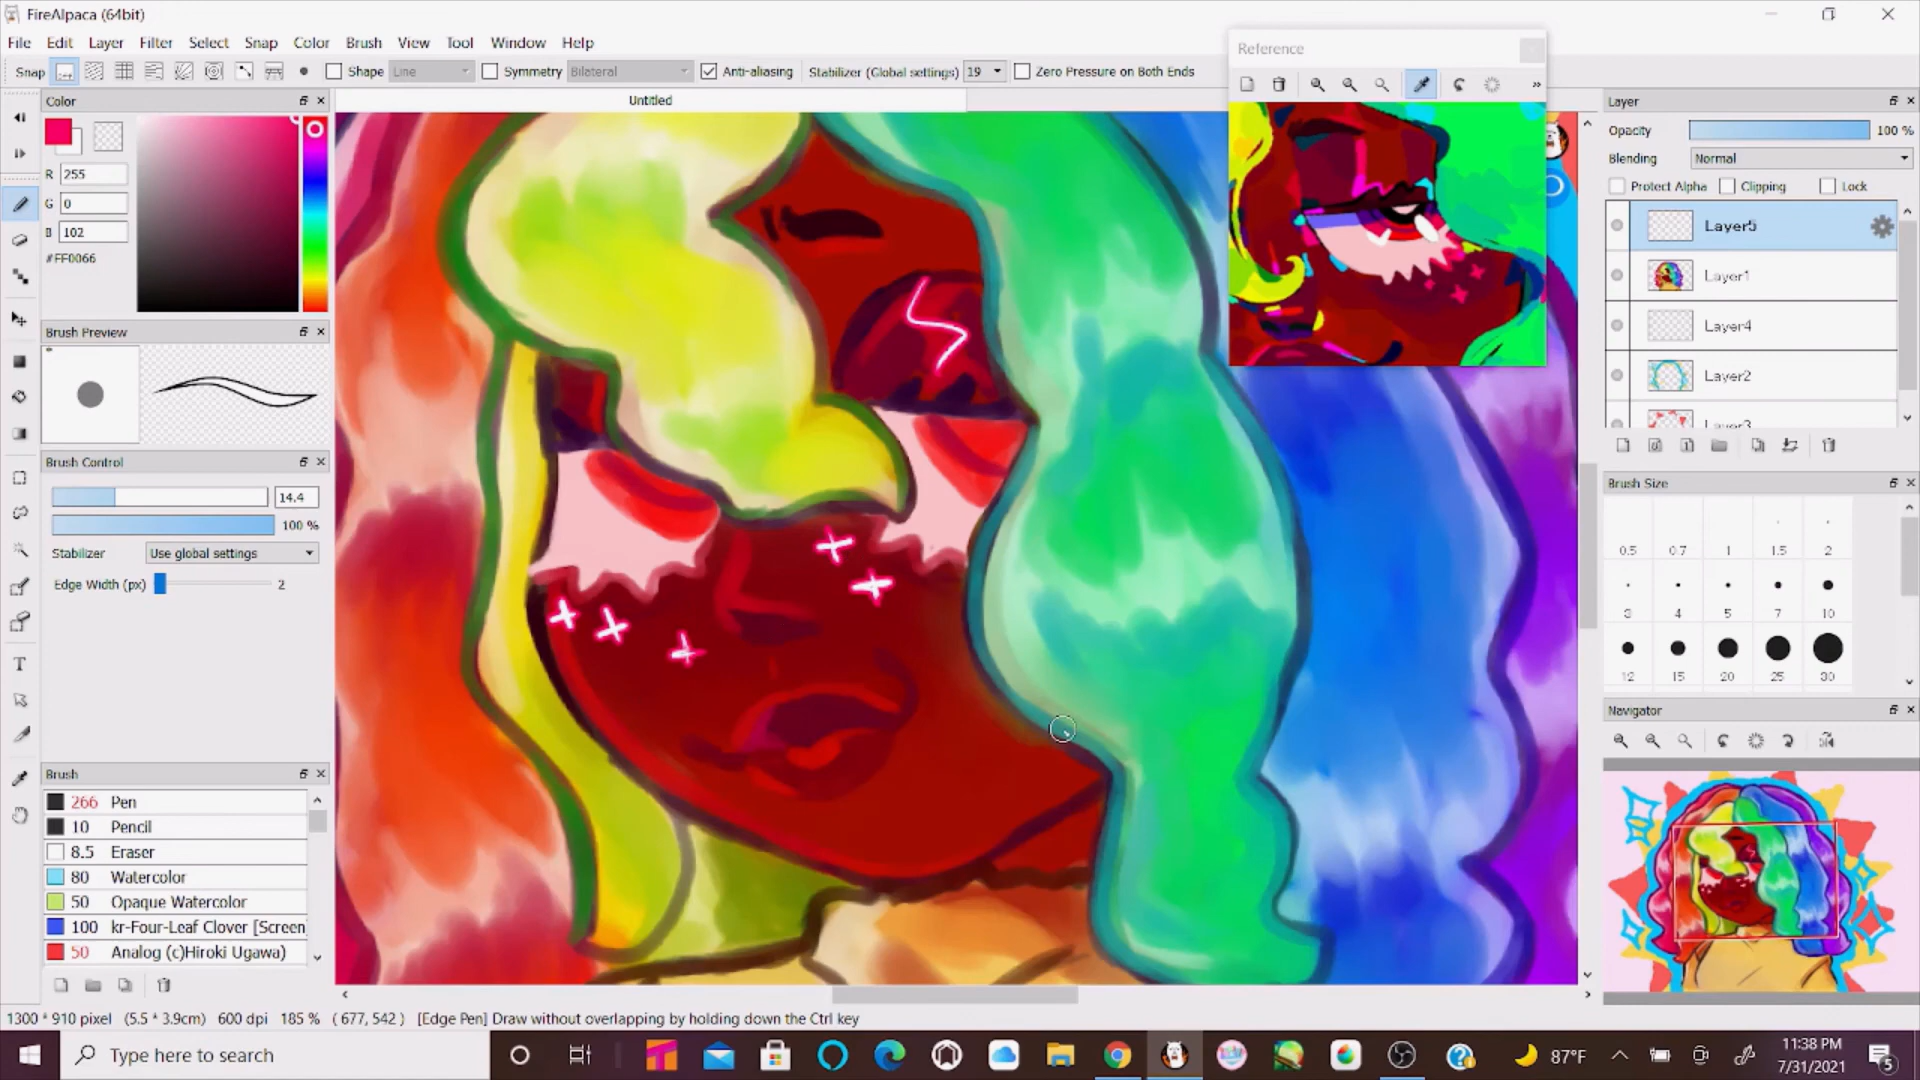 FireAlpaca (64bit)
File Edit Layer Filter Select Snap Color Brush View Tool Window Help
Snap Shape Line Symmetry Bilateral Anti-aliasing Stabilizer (Global settings) 19 Zero Pressure on Both Ends
Untitled
Color
R 255
G 0
B 102
#FF0066
Brush Preview
Brush Control
14.4
100 %
Stabilizer Use global settings
Edge Width (px) 2
Brush
266 Pen
10 Pencil
8.5 Eraser
80 Watercolor
50 Opaque Watercolor
100 kr-Four-Leaf Clover [Screen]
50 Analog (c)Hiroki Ugawa)
Reference
Layer
Opacity 100 %
Blending Normal
Protect Alpha Clipping Lock
Layer5
Layer1
Layer4
Layer2
Layer3
Brush Size
0.5 0.7 1 1.5 2
3 4 5 7 10
12 15 20 25 30
Navigator
1300 * 910 pixel (5.5 * 3.9cm) 600 dpi 185 % ( 677, 542 ) [Edge Pen] Draw without overlapping by holding down the Ctrl key
Type here to search
87°F
11:38 PM
7/31/2021
5